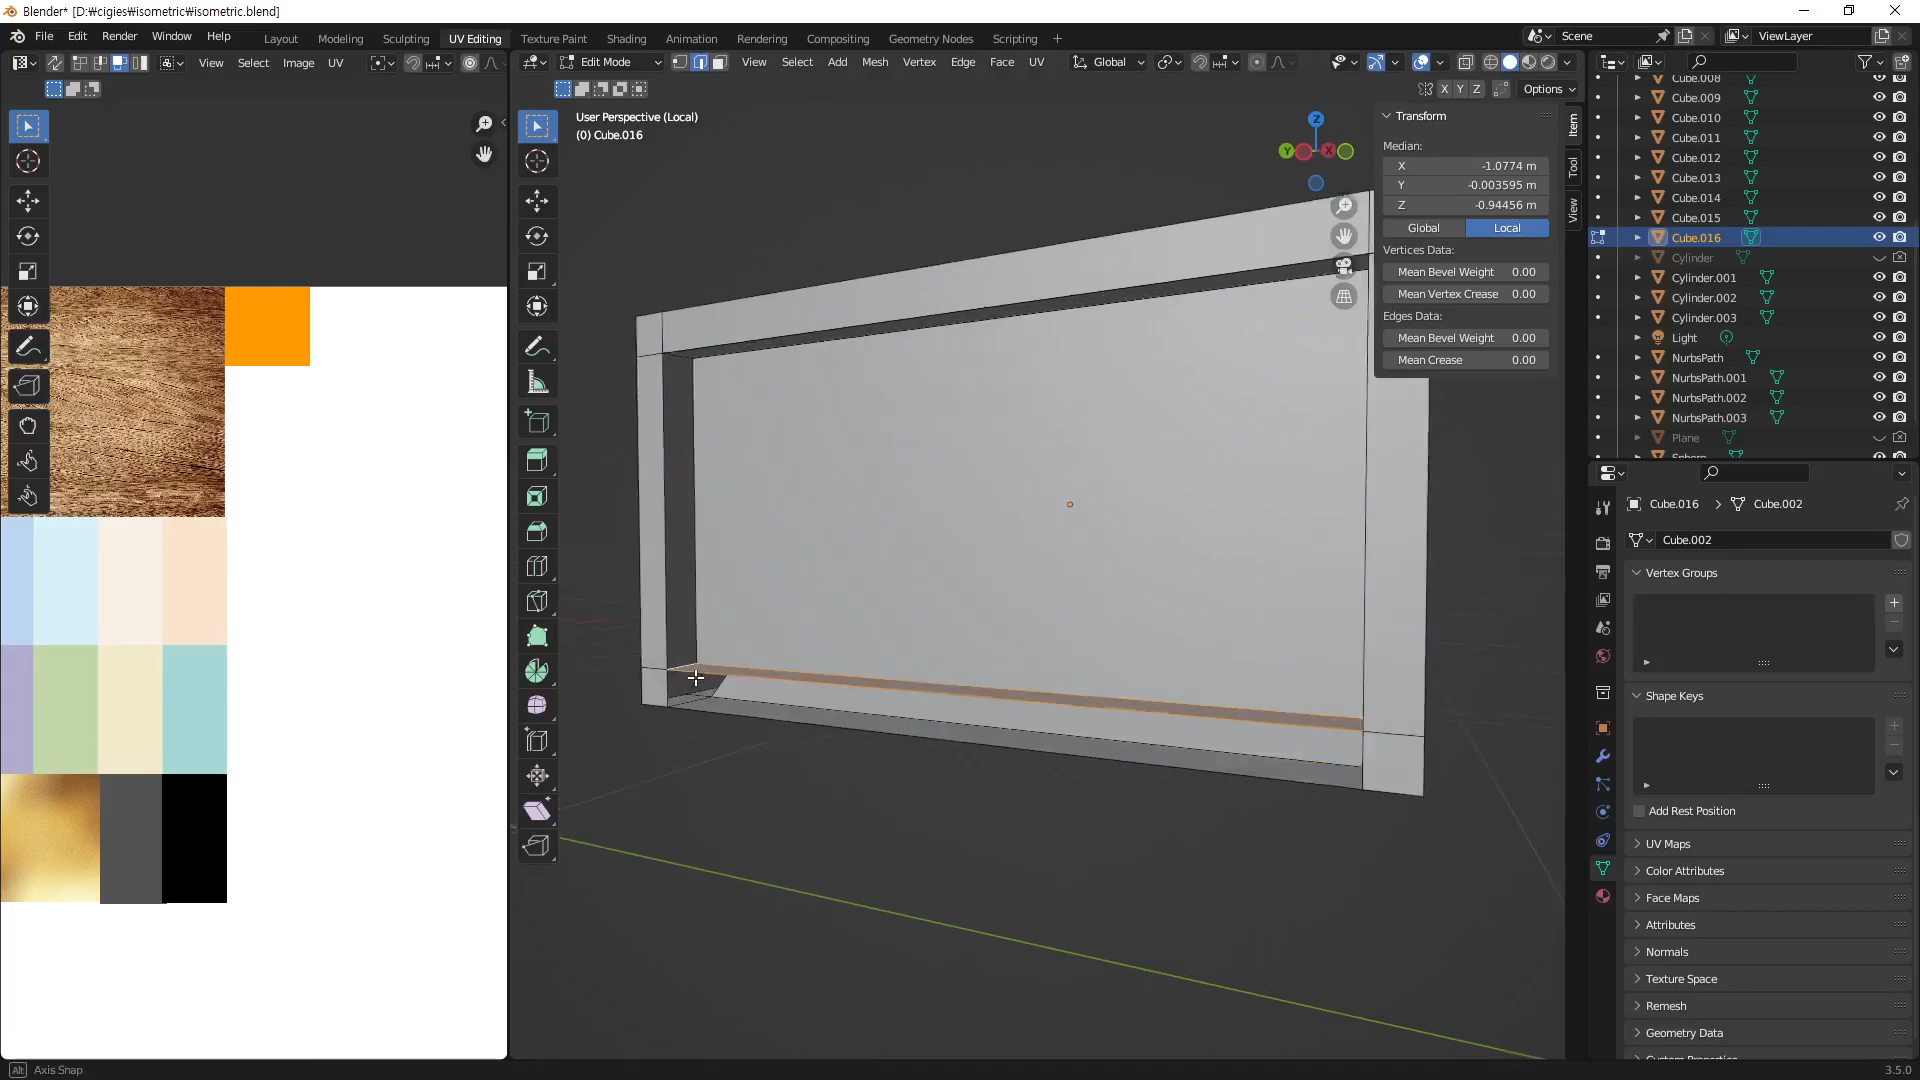 Blender* [D:₩cigies₩isometric₩isometric.blend]
File Edit Render Window Help Layout Modeling Sculpting UV Editing Texture Paint Shading Animation Rendering Compositing Geometry Nodes Scripting + Scene ViewLayer
View Select Image UV Edit Mode View Select Add Mesh Vertex Edge Face UV Global
X Y Z Options
User Perspective (Local)
(0) Cube.016
Z
Y X
Transform
Median:
X -1.0774 m
Y -0.003595 m
Z -0.94456 m
Global Local
Vertices Data:
Mean Bevel Weight 0.00
Mean Vertex Crease 0.00
Edges Data:
Mean Bevel Weight 0.00
Mean Crease 0.00
Item
Tool
View
Cube.008
Cube.009
Cube.010
Cube.011
Cube.012
Cube.013
Cube.014
Cube.015
Cube.016
Cylinder
Cylinder.001
Cylinder.002
Cylinder.003
Light
NurbsPath
NurbsPath.001
NurbsPath.002
NurbsPath.003
Plane
Sphere
Cube.016 > Cube.002
Cube.002
Vertex Groups
Shape Keys
Add Rest Position
UV Maps
Color Attributes
Face Maps
Attributes
Normals
Texture Space
Remesh
Geometry Data
Custom Properties
Alt Axis Snap
3.5.0